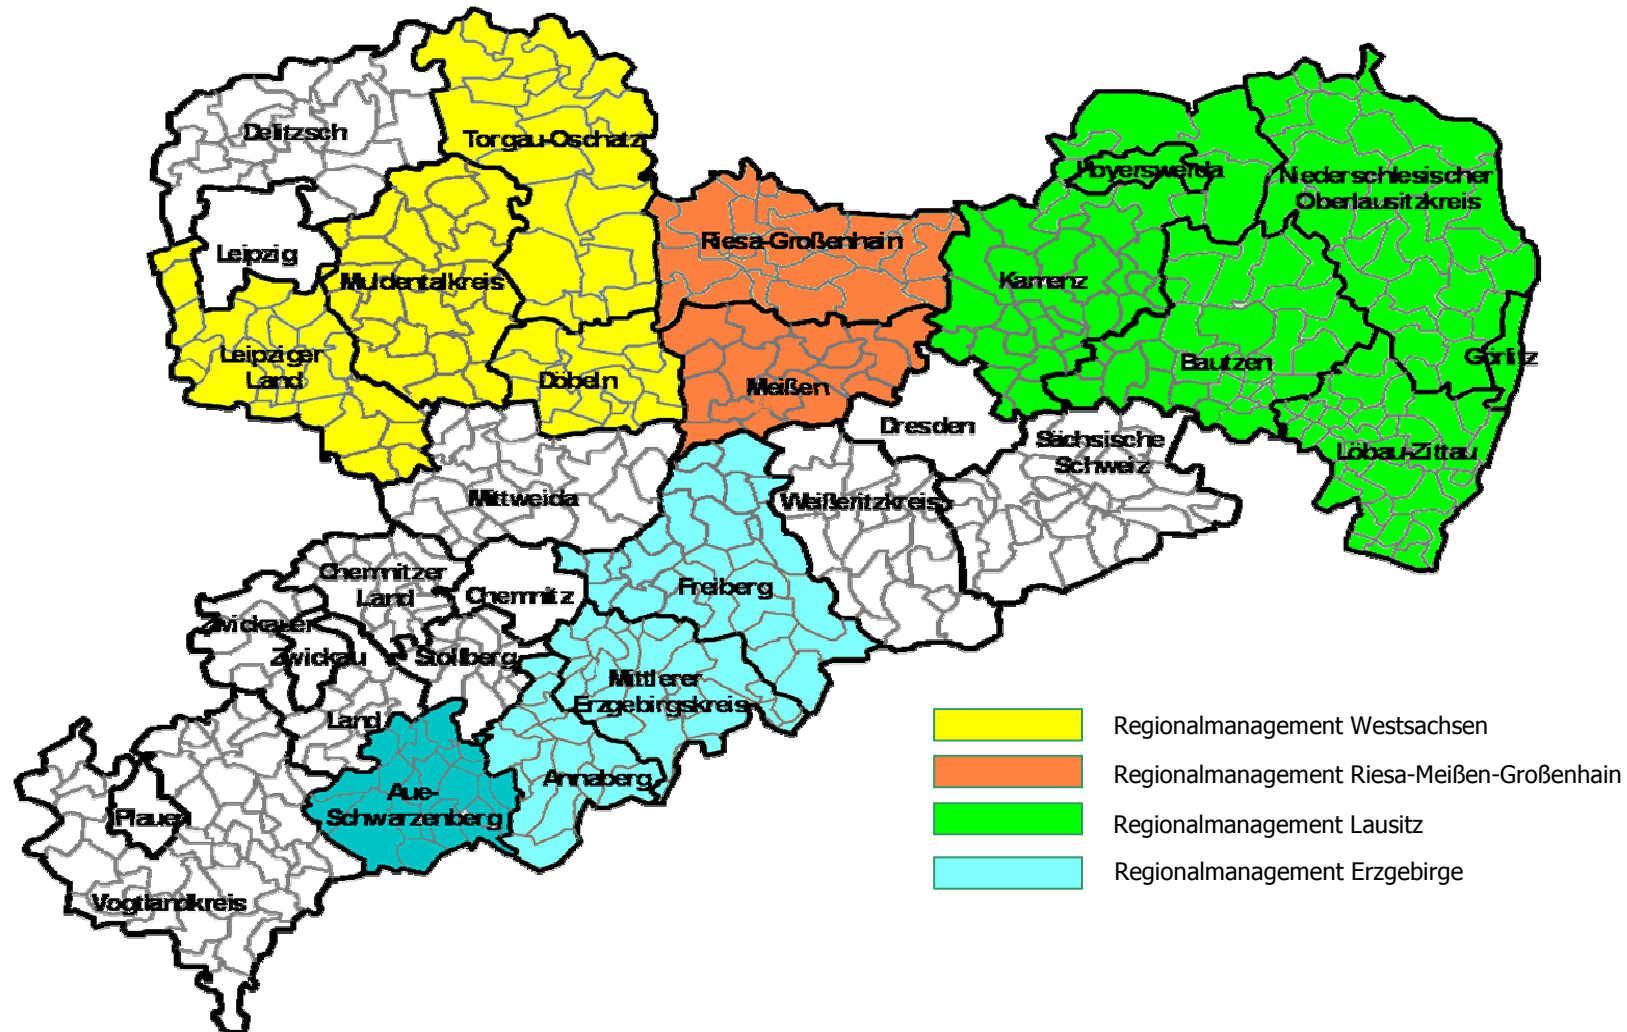 Delitzsch
Torgau-Oschatz
Hoyerswerda
Niederschlesischer
Oberlausitzkreis
Leipzig
Muldentalkreis
Riesa-Großenhain
Kamenz
Leipziger
Land
Döbeln
Meißen
Bautzen
Görlitz
Dresden
Sächsische
Schweiz
Löbau-Zittau
Mittweida
Weißeritzkreis
Chemnitzer
Land
Chemnitz
Freiberg
Zwickauer
Zwickau
Stollberg
Land
Mittlerer
Erzgebirgskreis
Annaberg
Aue-
Schwarzenberg
Plauen
Vogtlandkreis
Regionalmanagement Westsachsen
Regionalmanagement Riesa-Meißen-Großenhain
Regionalmanagement Lausitz
Regionalmanagement Erzgebirge